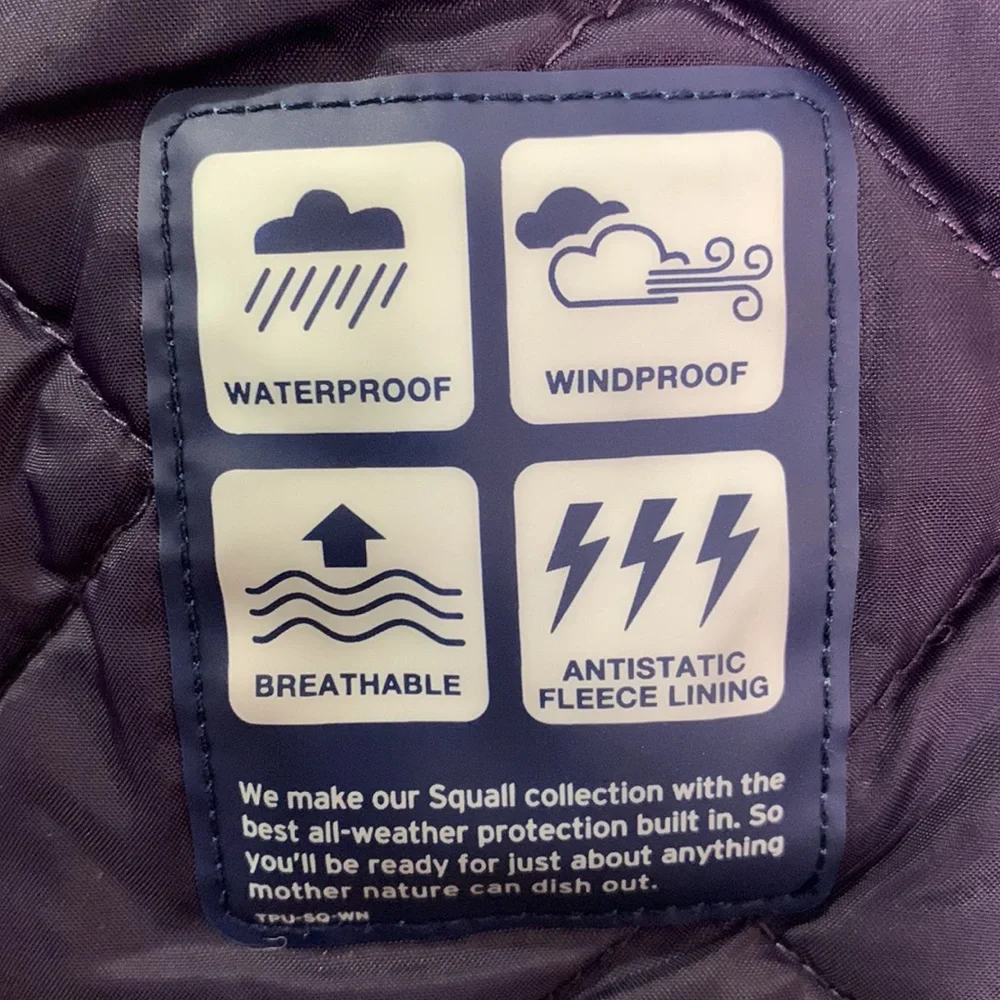 WATERPROOF
WINDPROOF
BREATHABLE
ANTISTATIC
FLEECE LINING
We make our Squall collection with the
best all-weather protection built in. So
you'll be ready for just about anything
mother nature can dish out.
TPU-SQ-WN